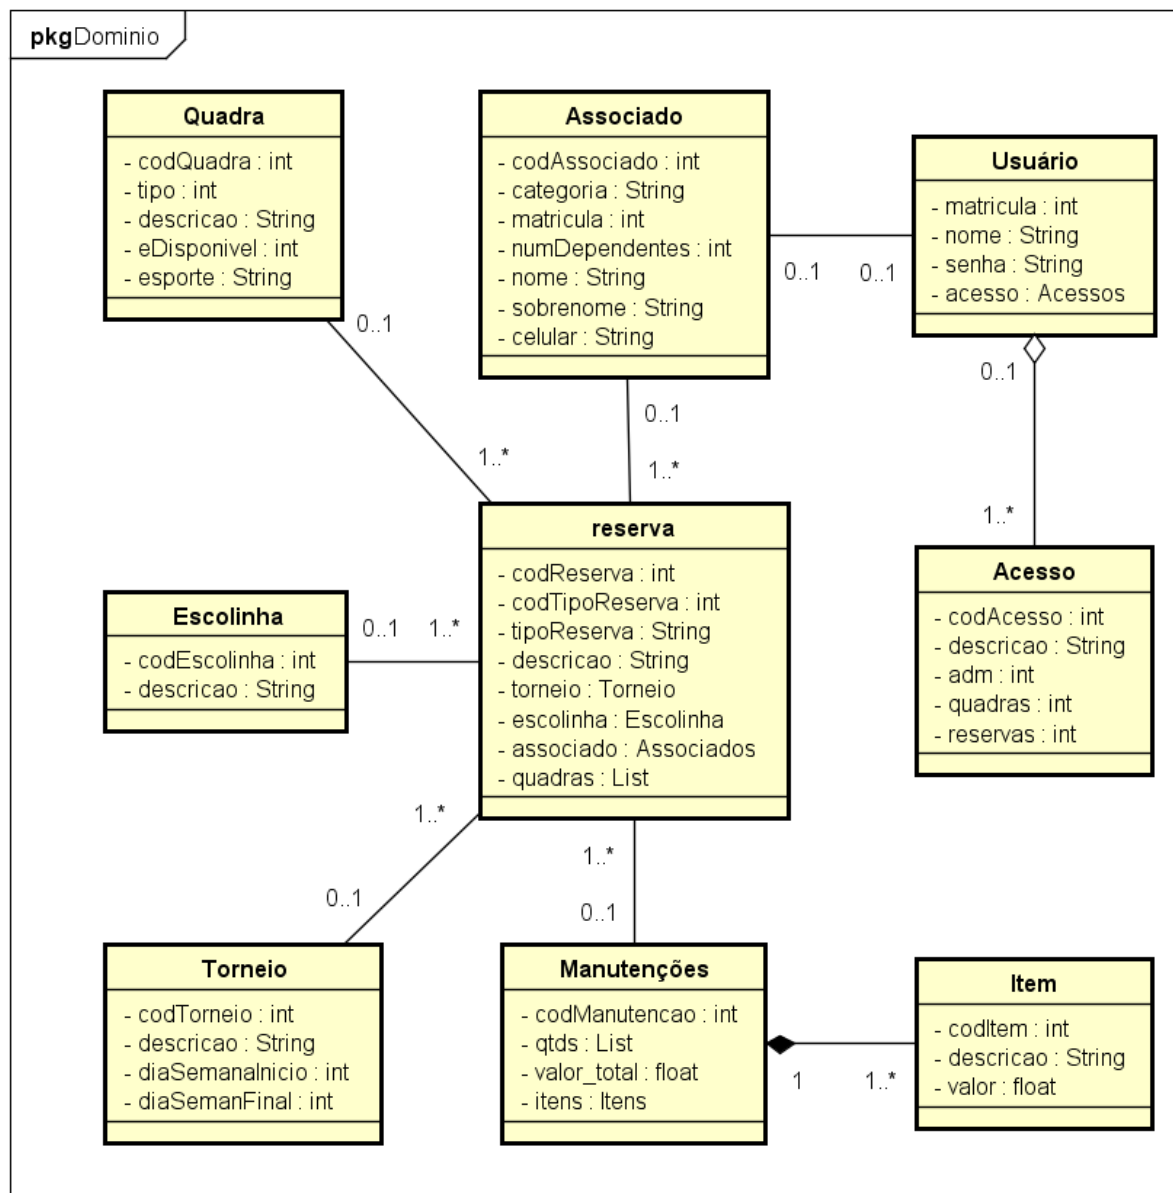 pkgDominio
Quadra
- codQuadra : int
- tipo : int
- descricao : String
- eDisponivel : int
- esporte : String
Associado
- codAssociado : int
- categoria : String
- matricula : int
- numDependentes : int
- nome : String
- sobrenome : String
- celular : String
Usuário
- matricula : int
- nome : String
- senha : String
- acesso : Acessos
0..1
0..1
0..1
0..1
1..*
0..1
1..*
0..1
1..*
reserva
- codReserva : int
- codTipoReserva : int
- tipoReserva : String
- descricao : String
- torneio : Torneio
- escolinha : Escolinha
- associado : Associados
- quadras : List
Acesso
- codAcesso : int
- descricao : String
- adm : int
- quadras : int
- reservas : int
Escolinha
- codEscolinha : int
- descricao : String
0..1
1..*
1..*
0..1
1..*
0..1
Torneio
- codTorneio : int
- descricao : String
- diaSemanaInicio : int
- diaSemanFinal : int
Manutenções
- codManutencao : int
- qtds : List
- valor_total : float
- itens : Itens
1
1..*
Item
- codItem : int
- descricao : String
- valor : float